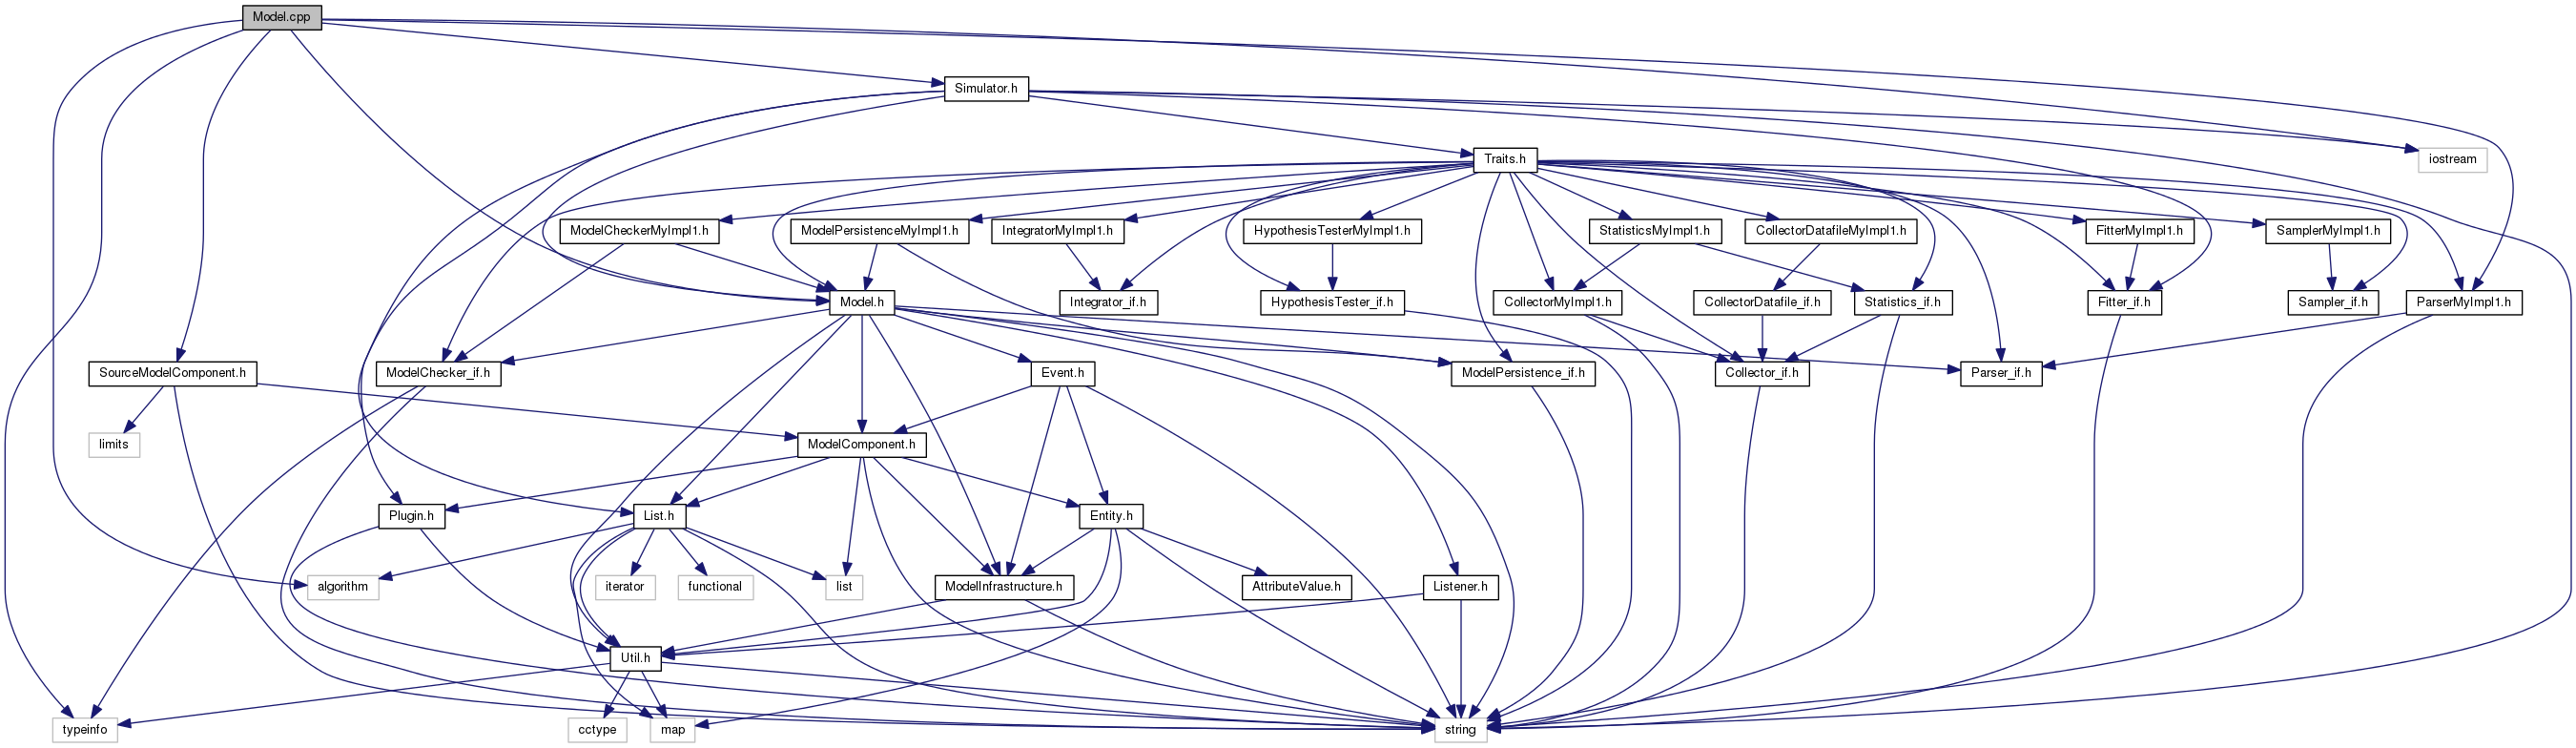 Model.cpp
Simulator.h
Traits.h
iostream
ModelCheckerMyImpl1.h
ModelPersistenceMyImpl1.h
IntegratorMyImpl1.h
HypothesisTesterMyImpl1.h
StatisticsMyImpl1.h
CollectorDatafileMyImpl1.h
FitterMyImpl1.h
SamplerMyImpl1.h
Model.h
Integrator_if.h
HypothesisTester_if.h
CollectorMyImpl1.h
CollectorDatafile_if.h
Statistics_if.h
Fitter_if.h
Sampler_if.h
ParserMyImpl1.h
SourceModelComponent.h
ModelChecker_if.h
Event.h
ModelPersistence_if.h
Collector_if.h
Parser_if.h
limits
ModelComponent.h
Plugin.h
List.h
Entity.h
algorithm
iterator
functional
list
ModelInfrastructure.h
AttributeValue.h
Listener.h
Util.h
typeinfo
cctype
map
string